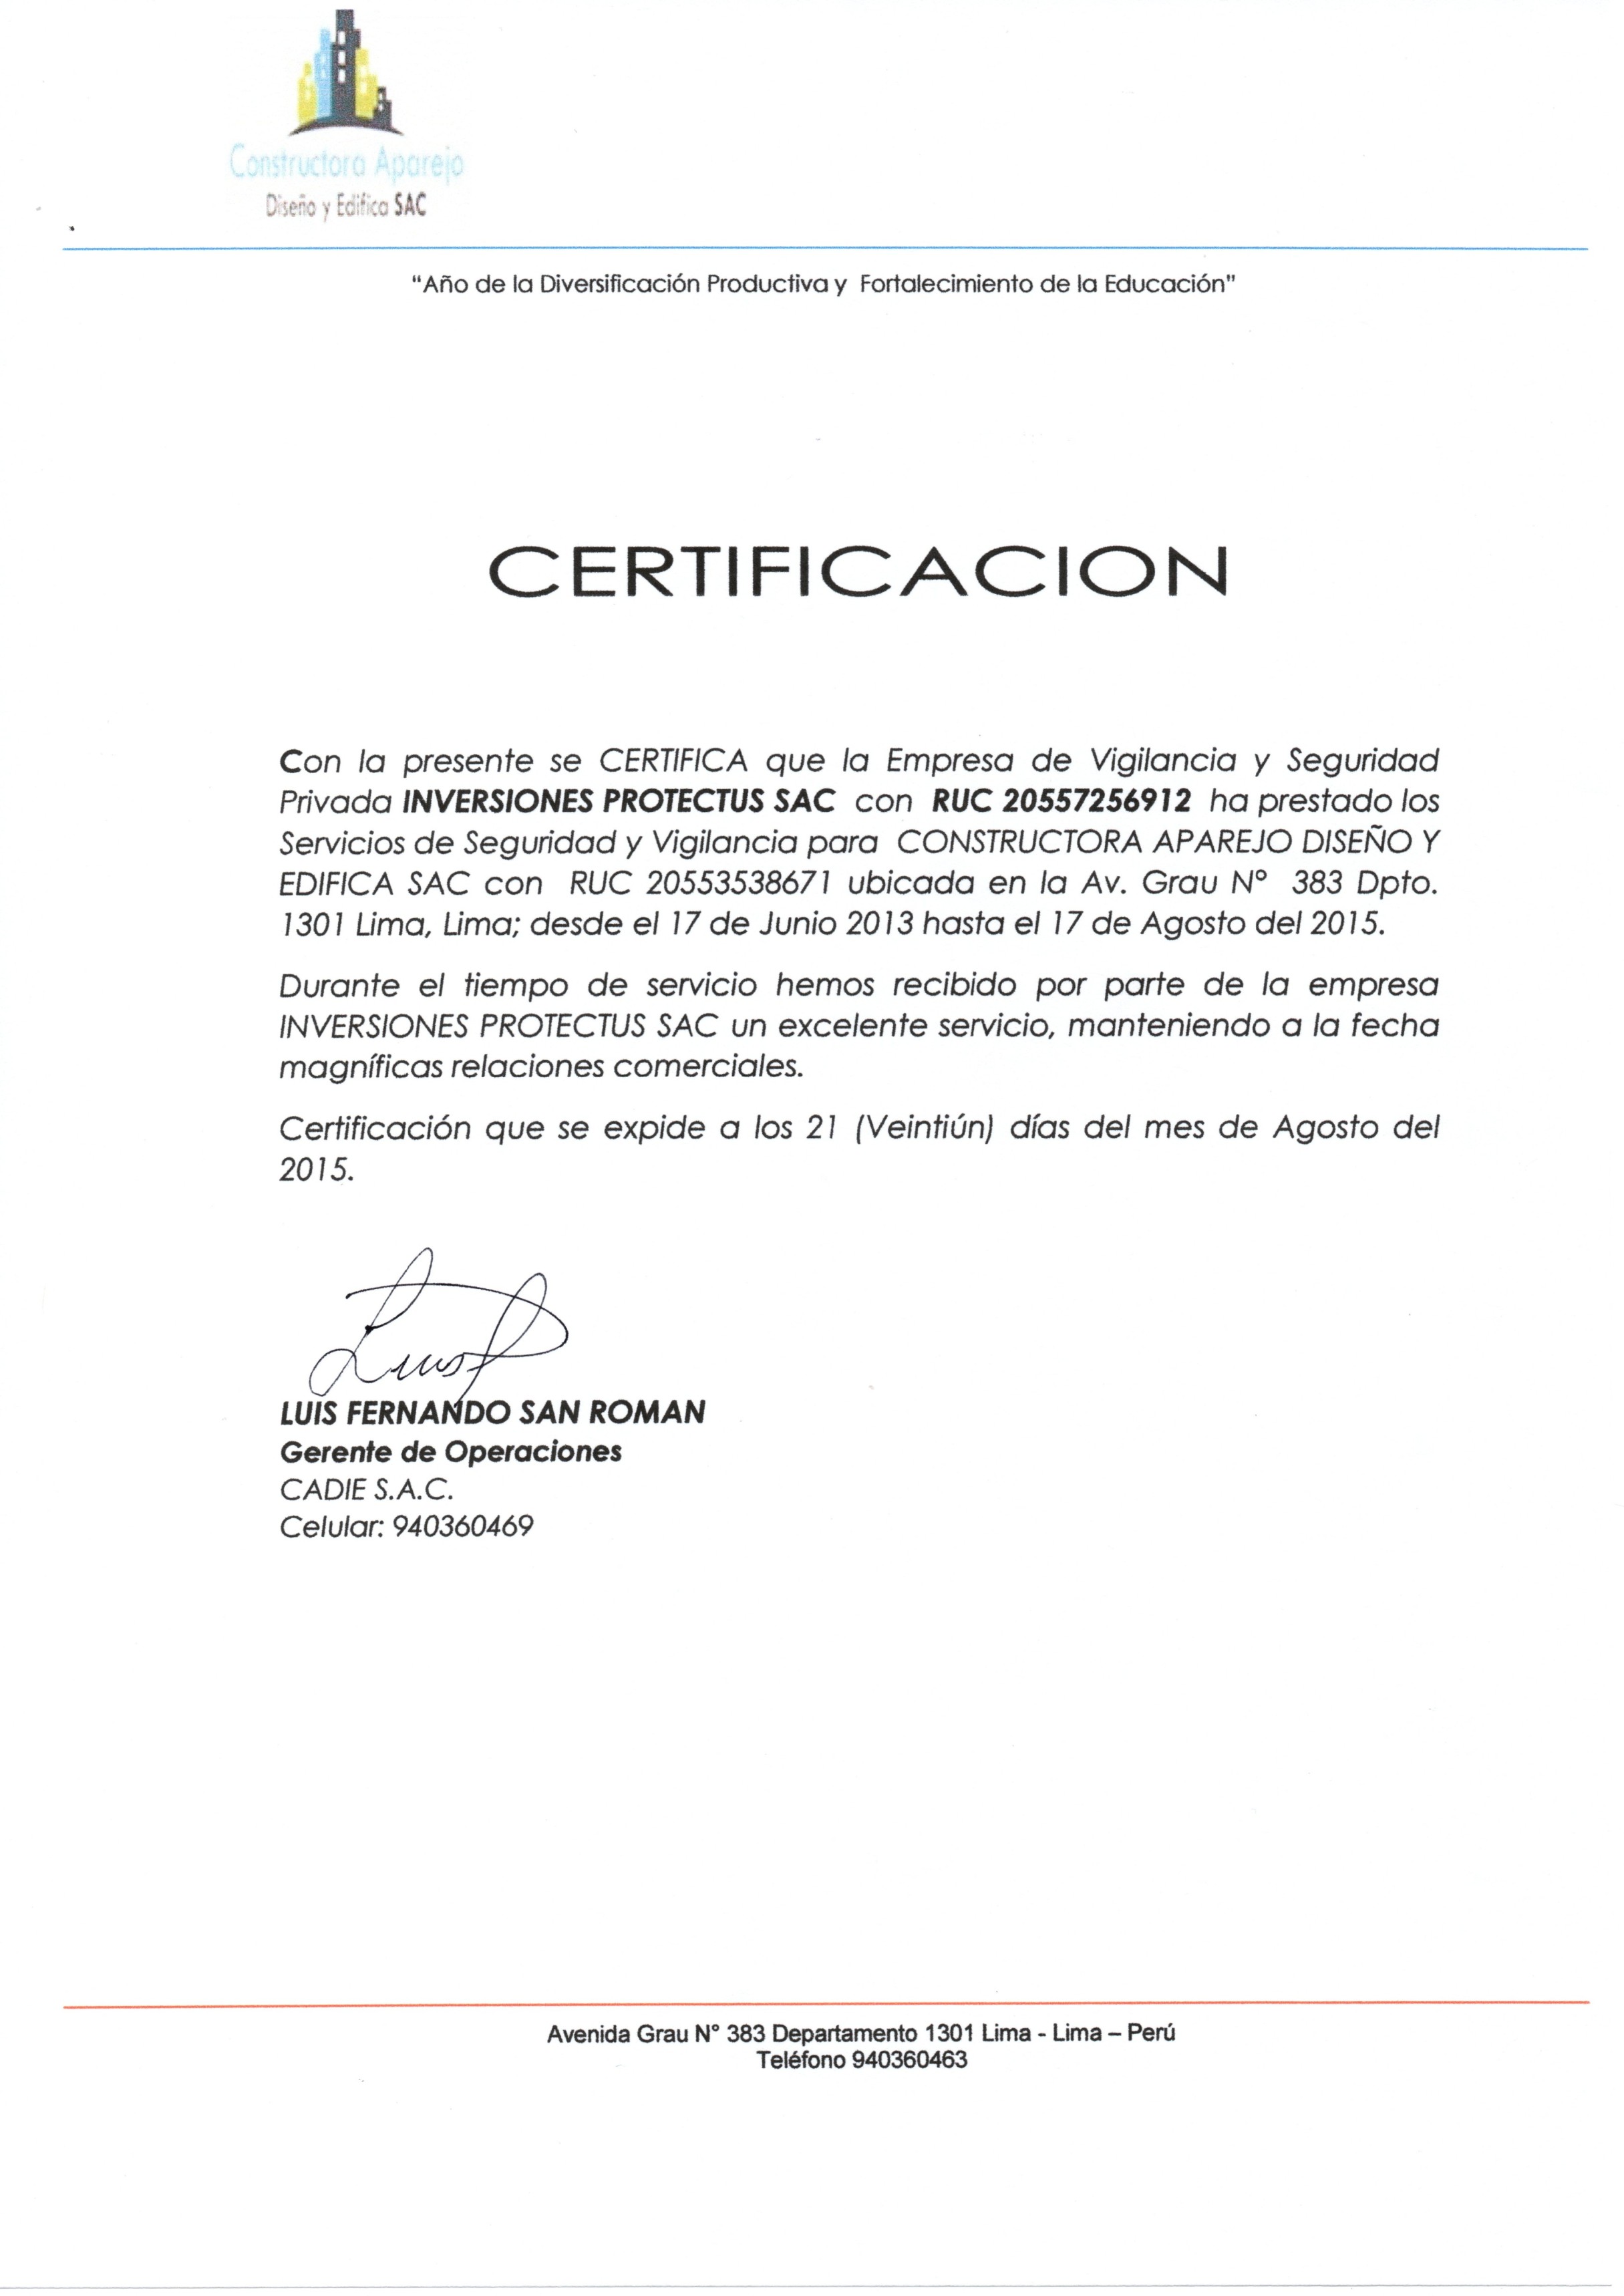 Constructora Aparejo
Diseño y Edifica SAC
“Año de la Diversificación Productiva y Fortalecimiento de la Educación”
CERTIFICACION
Con la presente se CERTIFICA que la Empresa de Vigilancia y Seguridad
Privada INVERSIONES PROTECTUS SAC con RUC 20557256912 ha prestado los
Servicios de Seguridad y Vigilancia para CONSTRUCTORA APAREJO DISEÑO Y
EDIFICA SAC con RUC 20553538671 ubicada en la Av. Grau Nº 383 Dpto.
1301 Lima, Lima; desde el 17 de Junio 2013 hasta el 17 de Agosto del 2015.
Durante el tiempo de servicio hemos recibido por parte de la empresa
INVERSIONES PROTECTUS SAC un excelente servicio, manteniendo a la fecha
magníficas relaciones comerciales.
Certificación que se expide a los 21 (Veintiún) días del mes de Agosto del
2015.
LUIS FERNANDO SAN ROMAN
Gerente de Operaciones
CADIE S.A.C.
Celular: 940360469
Avenida Grau N° 383 Departamento 1301 Lima - Lima – Perú
Teléfono 940360463